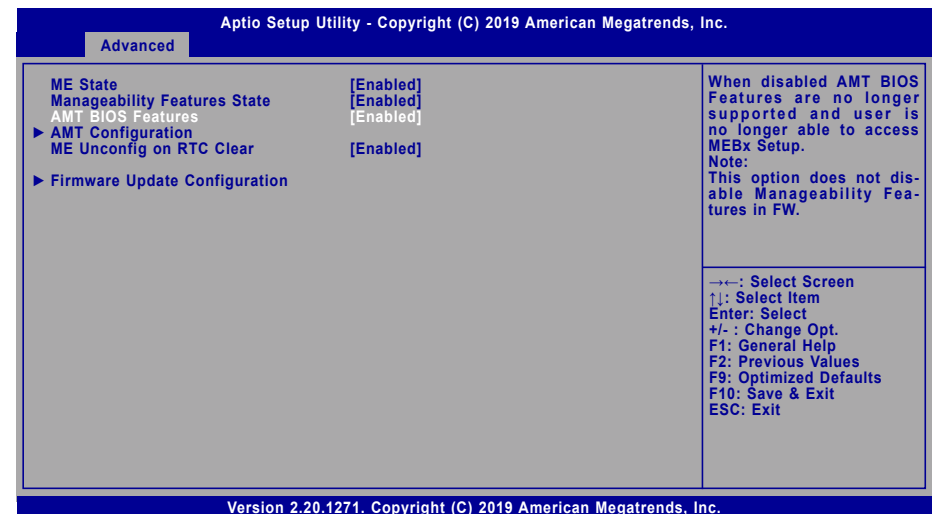 Aptio Setup Utility - Copyright (C) 2019 American Megatrends, Inc.
Advanced
ME State [Enabled]
Manageability Features State [Enabled]
AMT BIOS Features [Enabled]
▶ AMT Configuration
ME Unconfig on RTC Clear [Enabled]
▶ Firmware Update Configuration
When disabled AMT BIOS
Features are no longer
supported and user is
no longer able to access
MEBx Setup.
Note:
This option does not dis-
able Manageability Fea-
tures in FW.
→←: Select Screen
↑↓: Select Item
Enter: Select
+/- : Change Opt.
F1: General Help
F2: Previous Values
F9: Optimized Defaults
F10: Save & Exit
ESC: Exit
Version 2.20.1271. Copyright (C) 2019 American Megatrends, Inc.